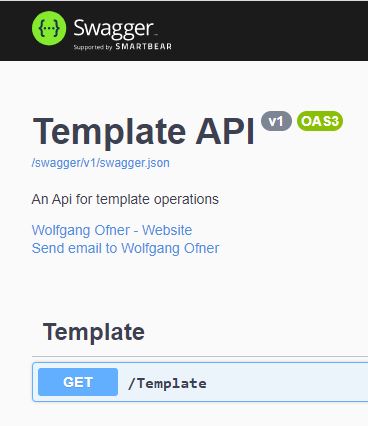 {···} Swagger™
Supported by SMARTBEAR
Template API v1 OAS3
/swagger/v1/swagger.json
An Api for template operations
Wolfgang Ofner - Website
Send email to Wolfgang Ofner
Template
GET /Template